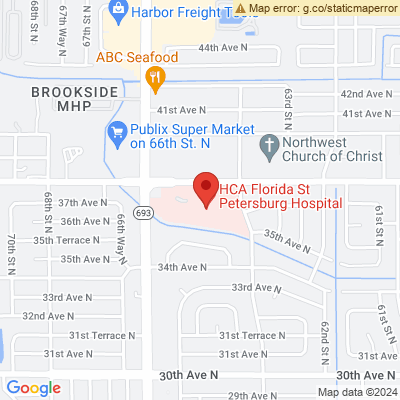 Map error: g.co/staticmaperror
Harbor Freight Tools
68th St N
67th Way N
67th St N
44th Ave N
ABC Seafood
BROOKSIDE
MHP
42nd Ave N
41st Ave N
41st Ave N
63rd St N
Publix Super Market
on 66th St. N
Northwest
Church of Christ
HCA Florida St
Petersburg Hospital
37th Ave N
36th Ave N
35th Terrace N
35th Ave N
34th Ave N
693
66th Way N
68th St N
70th St N
61st St N
35th Ave N
33rd Ave N
32nd Ave N
31st Terrace N
31st Ave N
33rd Ave N
31st Terrace N
31st Ave N
62nd St N
61st St N
30th Ave N
30th Ave N
29th Ave N
Google
Map data ©2024